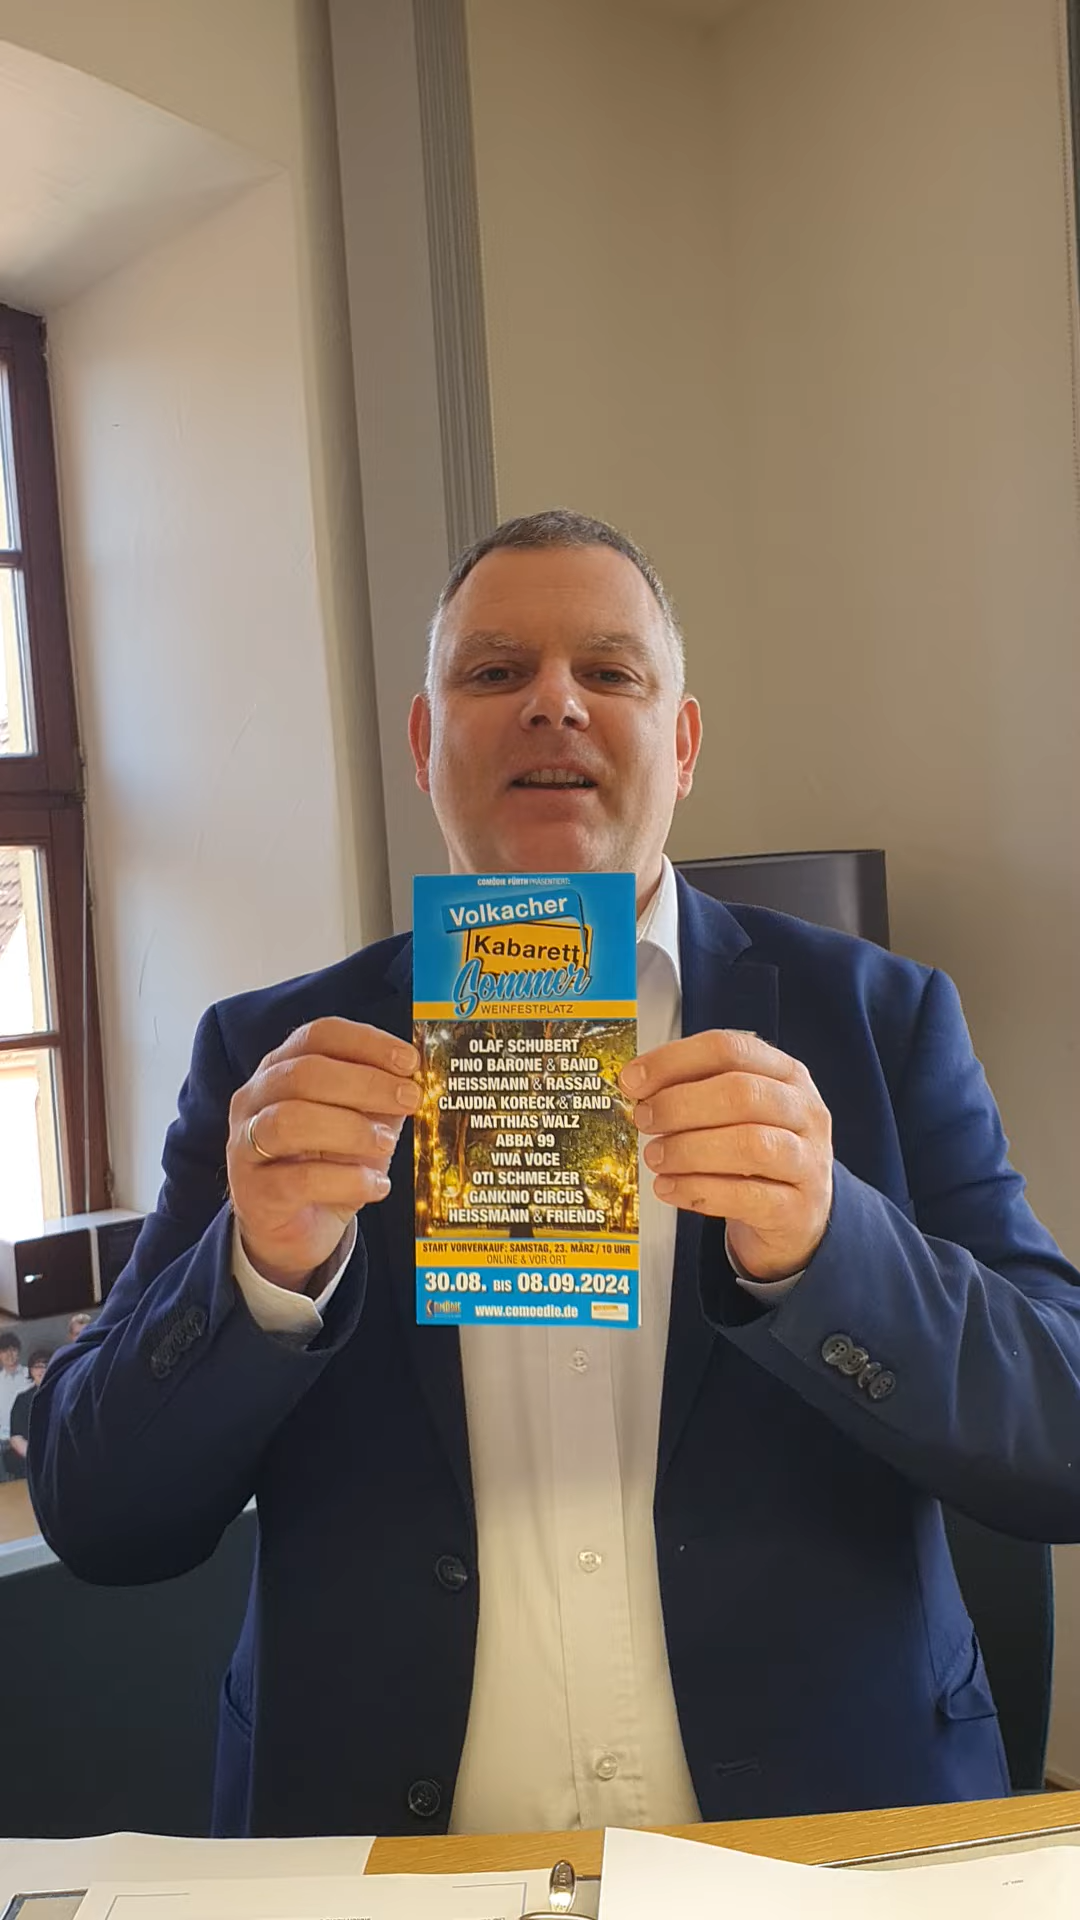 COMÖDIE FÜRTH PRÄSENTIERT:
Volkacher
Kabarett
Sommer
WEINFESTPLATZ
OLAF SCHUBERT
PINO BARONE & BAND
HEISSMANN & RASSAU
CLAUDIA KORECK & BAND
MATTHIAS WALZ
ABBA 99
VIVA VOCE
OTI SCHMELZER
GANKINO CIRCUS
HEISSMANN & FRIENDS
START VORVERKAUF: SAMSTAG, 23. MÄRZ / 10 UHR
ONLINE & VOR ORT
30.08. BIS 08.09.2024
COMÖDIE www.comoedie.de